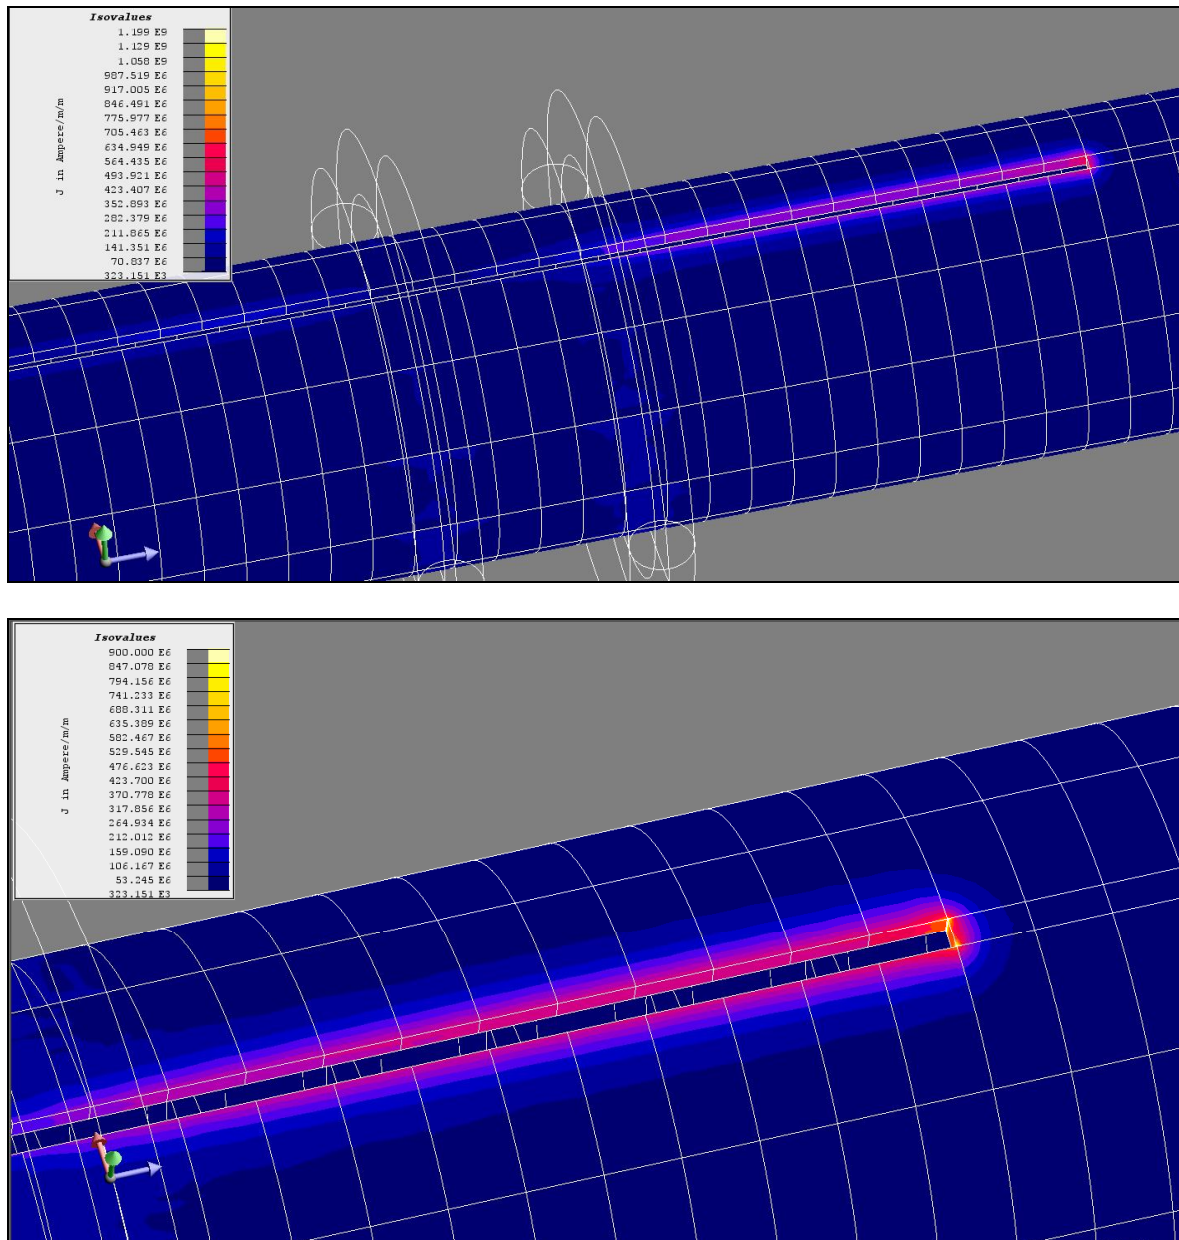 Isovalues
1.199 E9
1.129 E9
1.058 E9
987.519 E6
917.005 E6
846.491 E6
775.977 E6
705.463 E6
634.949 E6
564.435 E6
493.921 E6
423.407 E6
352.893 E6
282.379 E6
211.865 E6
141.351 E6
70.837 E6
323.151 E3
J in Ampere/m/m
Isovalues
900.000 E6
847.078 E6
794.156 E6
741.233 E6
688.311 E6
635.389 E6
582.467 E6
529.545 E6
476.623 E6
423.700 E6
370.778 E6
317.856 E6
264.934 E6
212.012 E6
159.090 E6
106.167 E6
53.245 E6
323.151 E3
J in Ampere/m/m